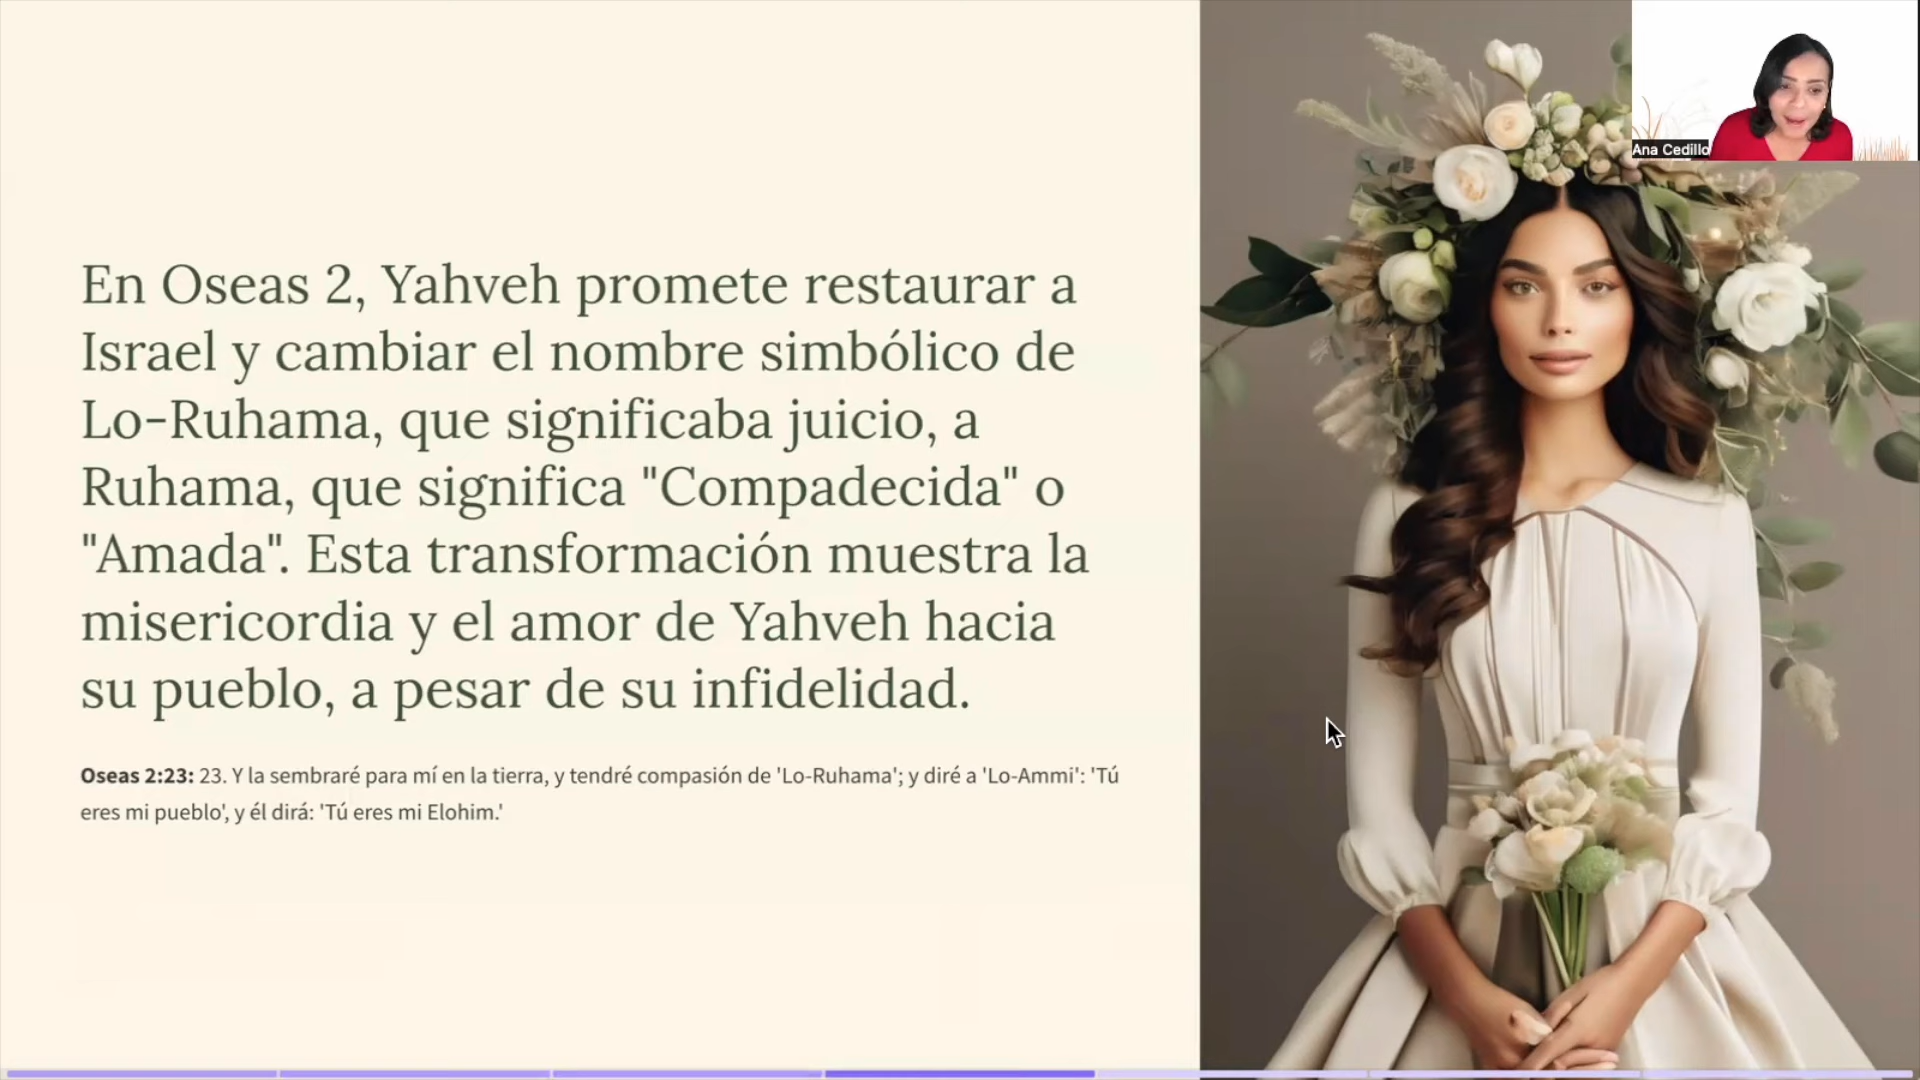 Ana Cedillo
En Oseas 2, Yahveh promete restaurar a
Israel y cambiar el nombre simbólico de
Lo-Ruhama, que significaba juicio, a
Ruhama, que significa "Compadecida" o
"Amada". Esta transformación muestra la
misericordia y el amor de Yahveh hacia
su pueblo, a pesar de su infidelidad.
Oseas 2:23: 23. Y la sembraré para mí en la tierra, y tendré compasión de 'Lo-Ruhama'; y diré a 'Lo-Ammi': 'Tú
eres mi pueblo', y él dirá: 'Tú eres mi Elohim.'